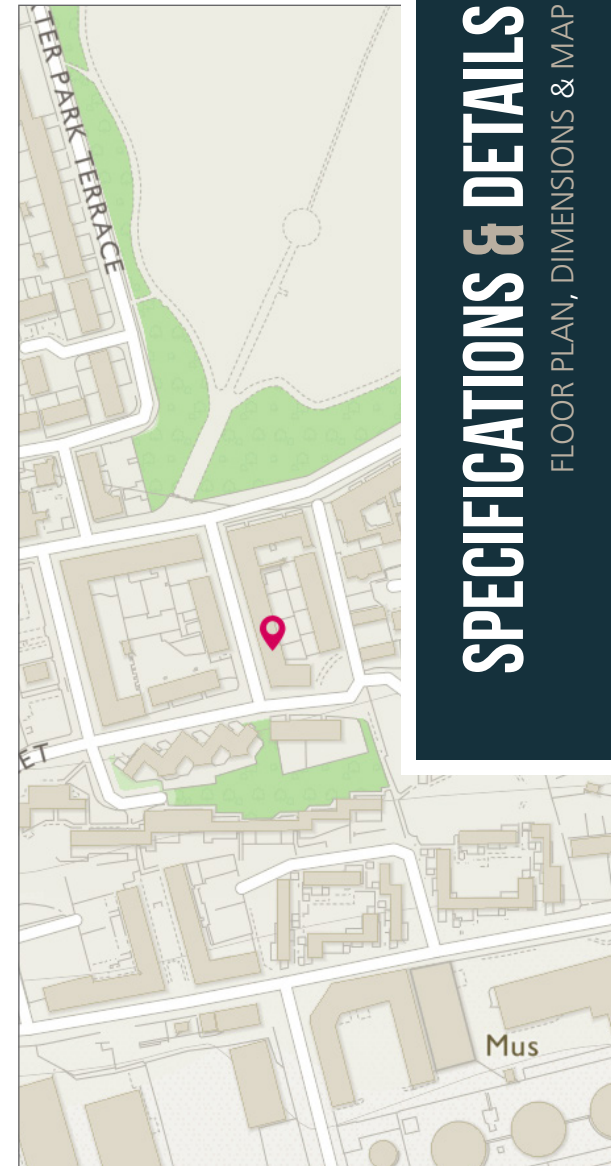 SPECIFICATIONS & DETAILS
FLOOR PLAN, DIMENSIONS & MAP
TER PARK TERRACE
ET
Mus